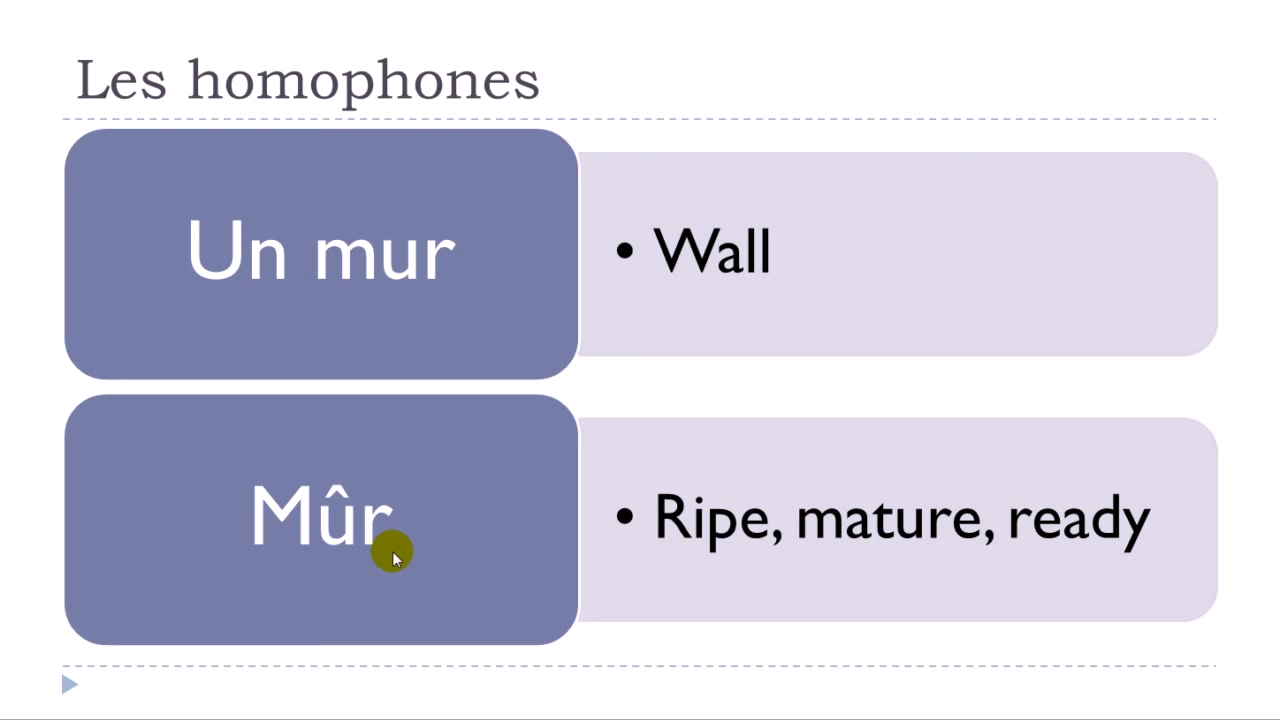 Les homophones
Un mur
• Wall
Mûr
• Ripe, mature, ready